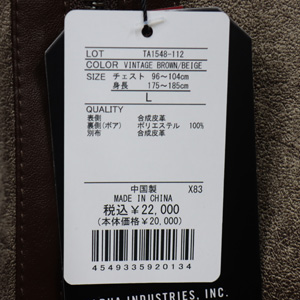 LOT TA1548-112
COLOR VINTAGE BROWN/BEIGE
SIZE チェスト 96~104cm
身長 175~185cm
L
QUALITY
表側 合成皮革
裏側(ボア) ポリエステル 100%
別布 合成皮革
中国製 X83
MADE IN CHINA
税込¥22,000
(本体価格¥20,000)
4549335920134
INDUSTRIES, INC.